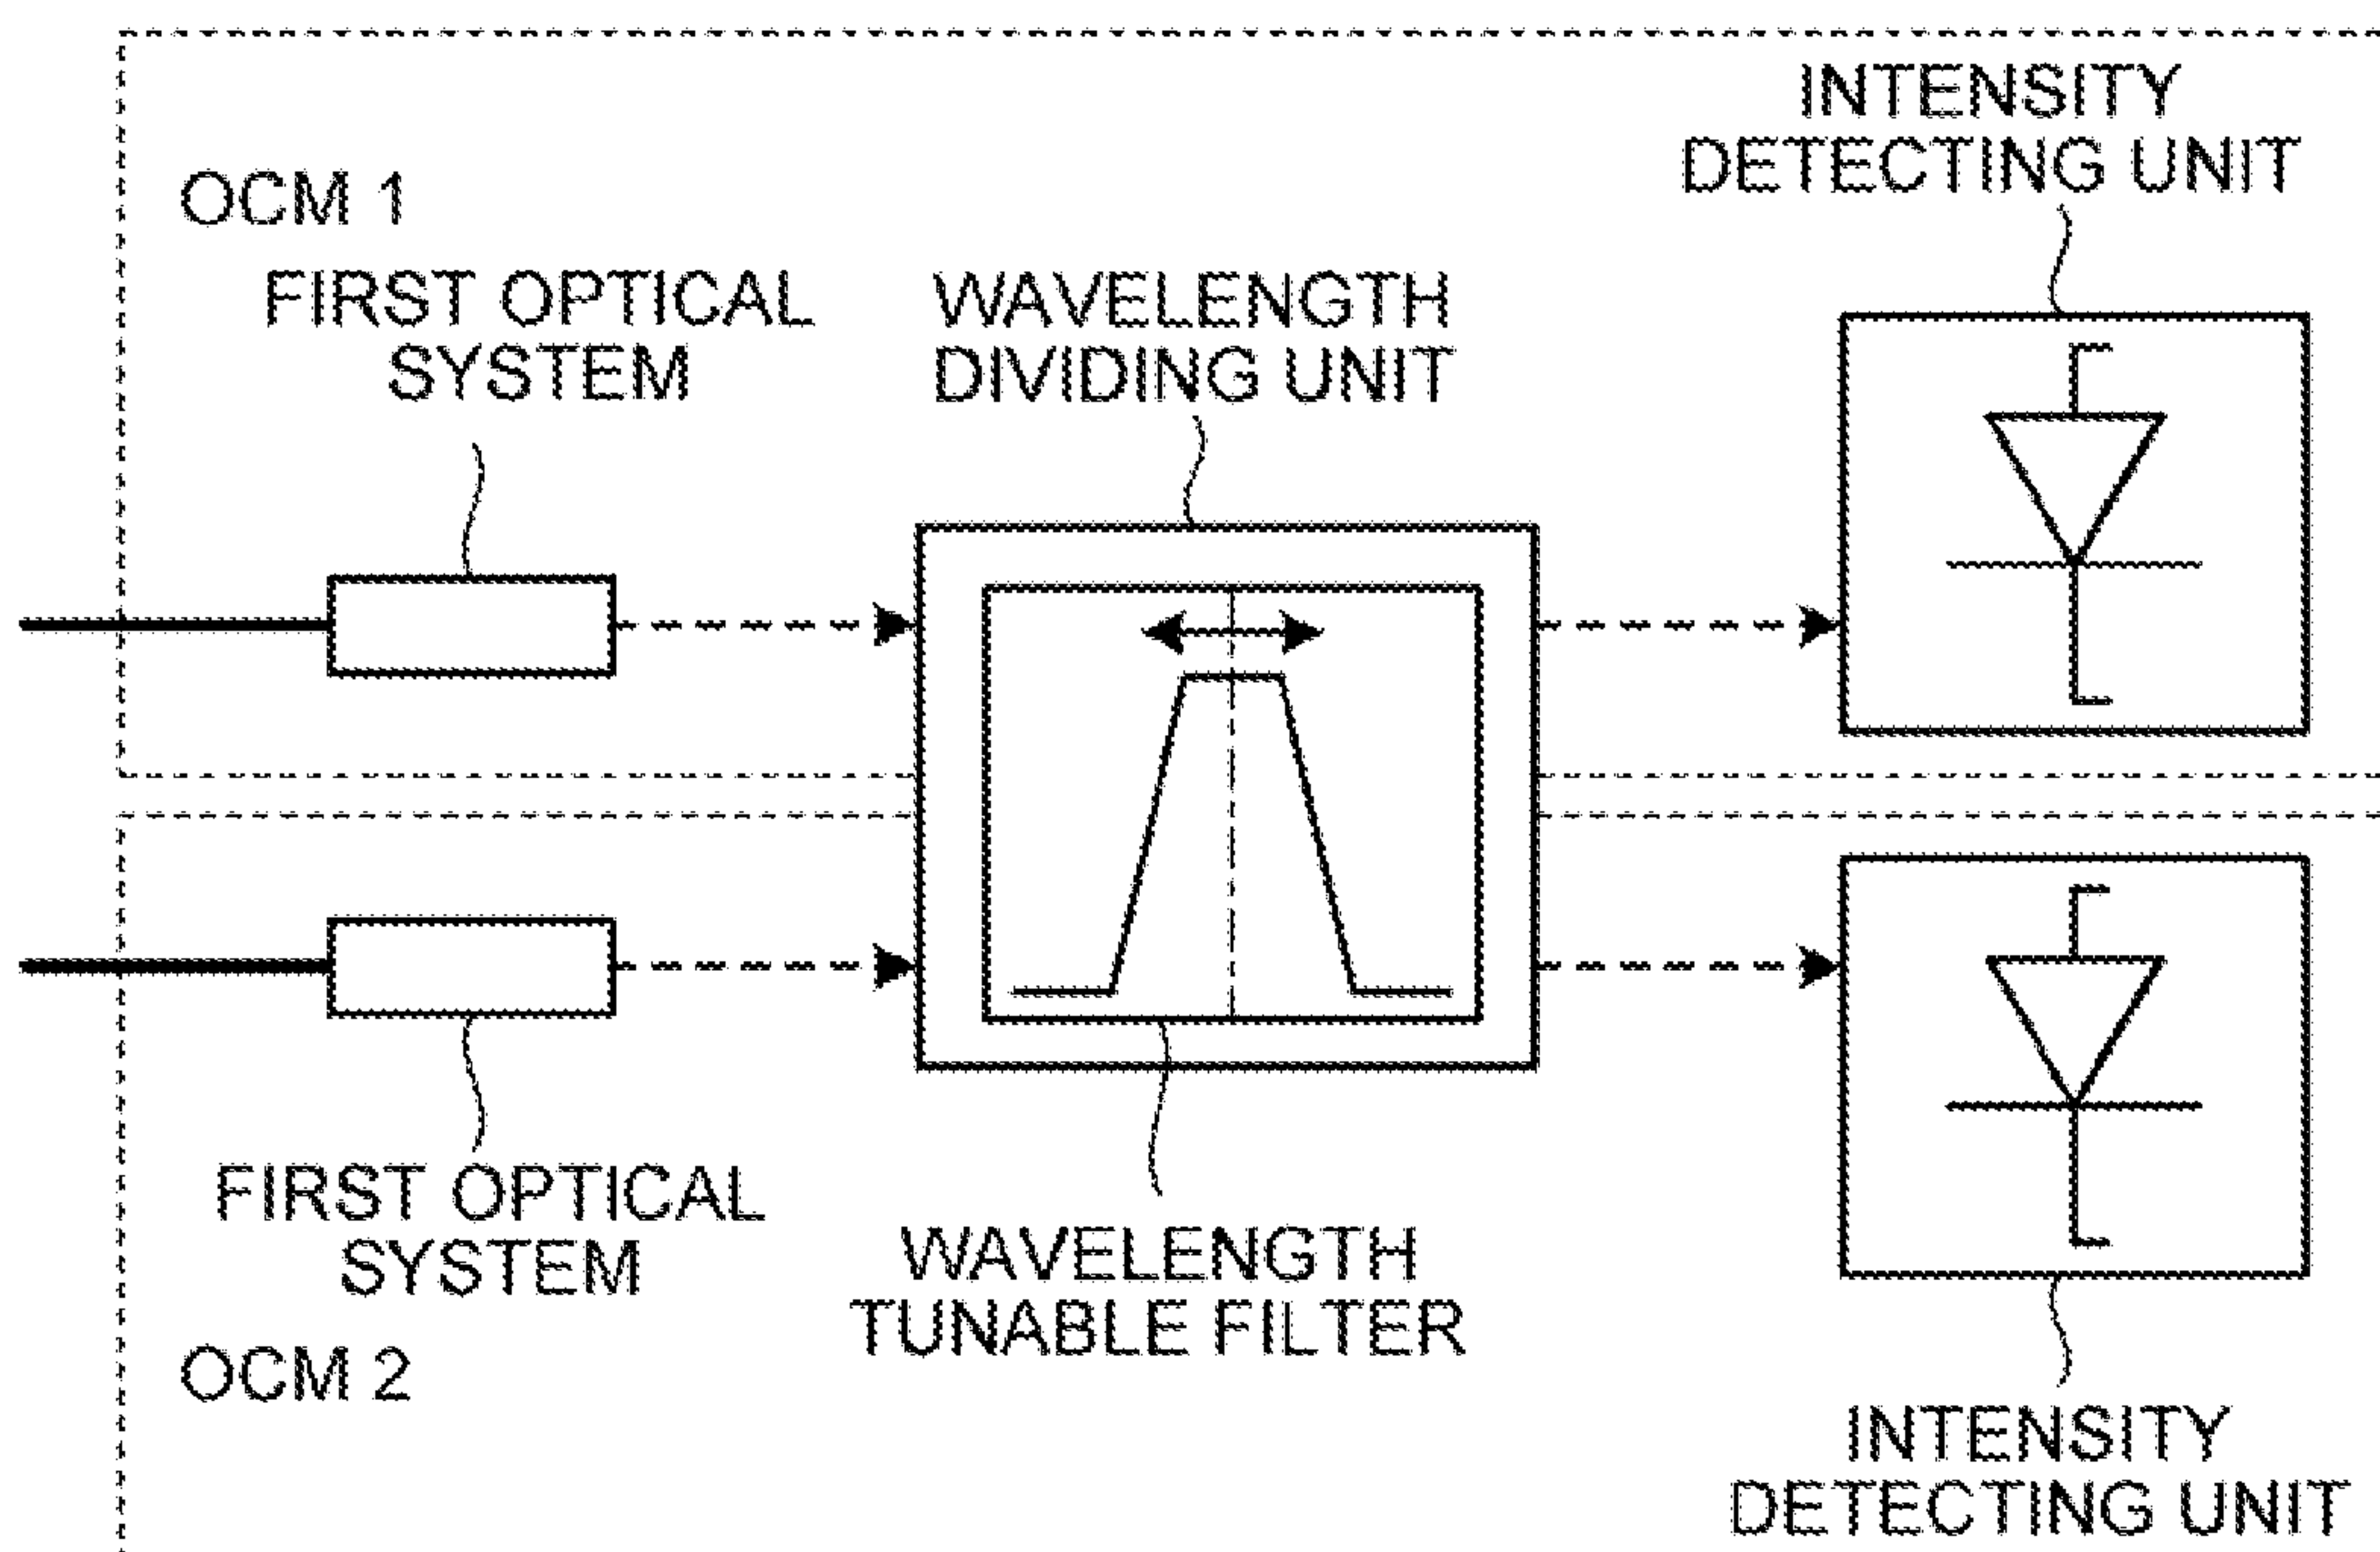 INTENSITY
DETECTING UNIT
OCM 1
FIRST OPTICAL
SYSTEM
WAVELENGTH
DIVIDING UNIT
FIRST OPTICAL
SYSTEM
WAVELENGTH
TUNABLE FILTER
OCM 2
INTENSITY
DETECTING UNIT